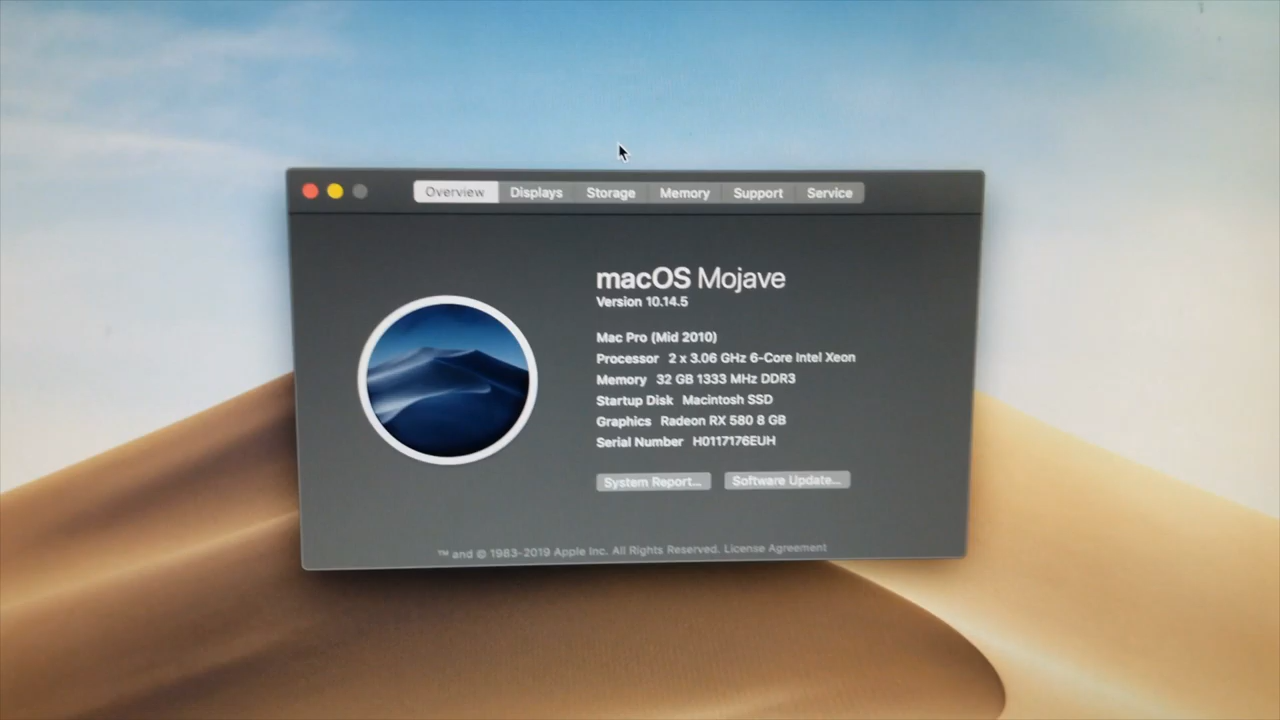 Overview Displays Storage Memory Support Service
macOS Mojave
Version 10.14.5
Mac Pro (Mid 2010)
Processor 2 x 3.06 GHz 6-Core Intel Xeon
Memory 32 GB 1333 MHz DDR3
Startup Disk Macintosh SSD
Graphics Radeon RX 580 8 GB
Serial Number H0117176EUH
System Report... Software Update...
™ and © 1983-2019 Apple Inc. All Rights Reserved. License Agreement